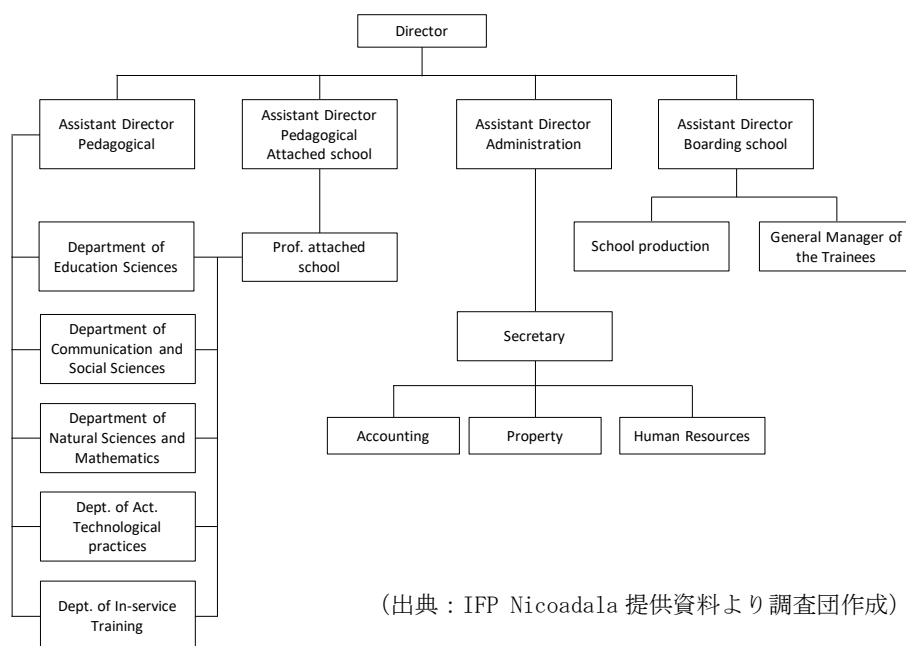 Director
Assistant Director
Pedagogical
Assistant Director
Pedagogical
Attached school
Assistant Director
Administration
Assistant Director
Boarding school
Department of
Education Sciences
Prof. attached
school
School production
General Manager of
the Trainees
Department of
Communication and
Social Sciences
Secretary
Department of
Natural Sciences and
Mathematics
Accounting
Property
Human Resources
Dept. of Act.
Technological
practices
Dept. of In-service
Training
（出典：IFP Nicoadala 提供資料より調査団作成）